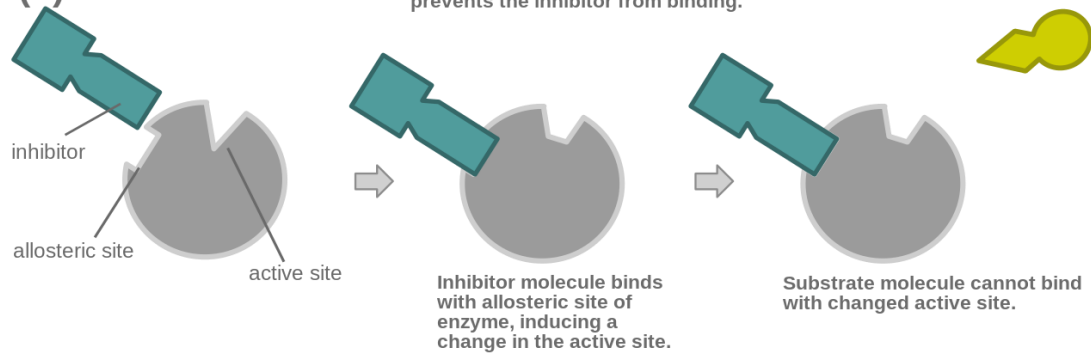 prevents the inhibitor from binding.
inhibitor
allosteric site
active site
Inhibitor molecule binds
with allosteric site of
enzyme, inducing a
change in the active site.
Substrate molecule cannot bind
with changed active site.